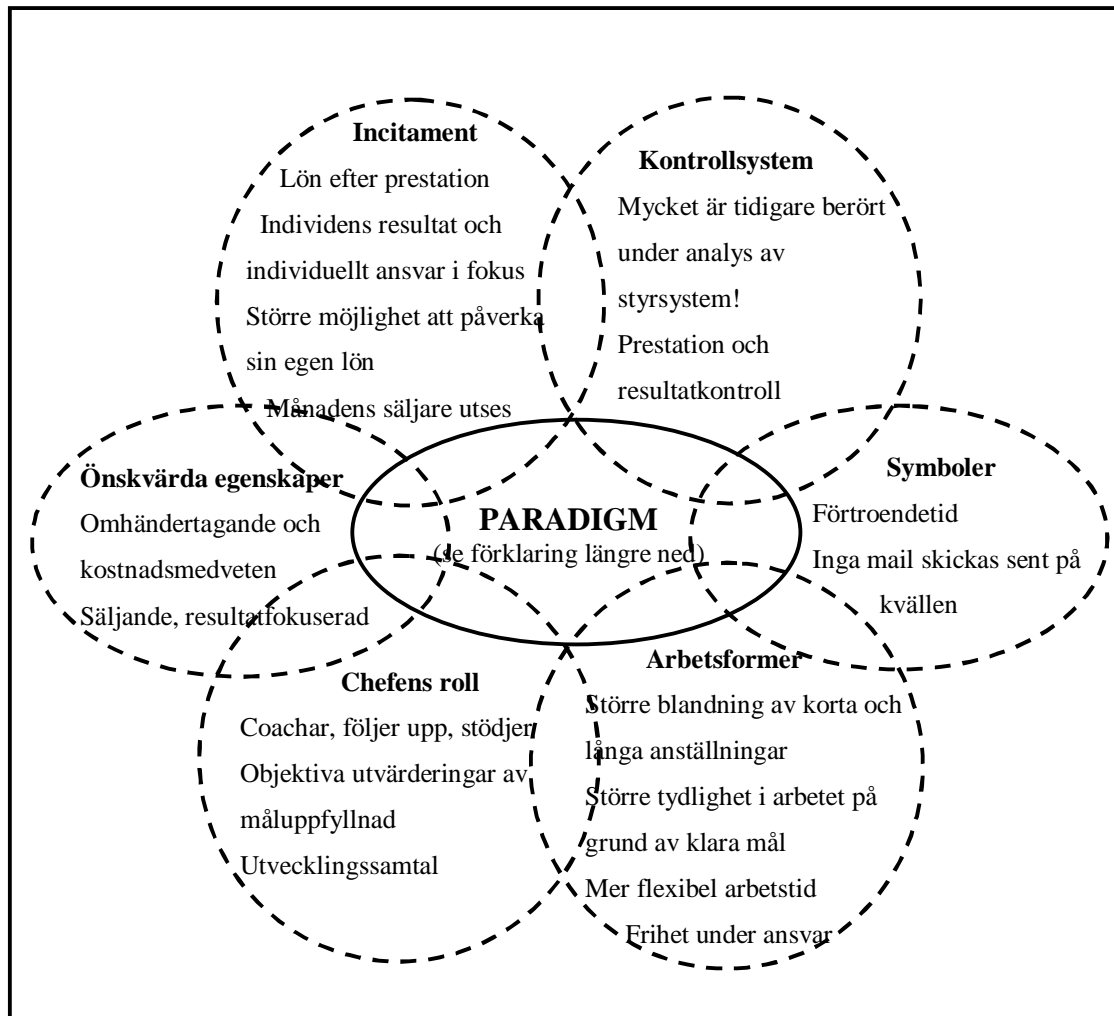 Incitament
Lön efter prestation
Individens resultat och
individuellt ansvar i fokus
Större möjlighet att påverka
sin egen lön
Månadens säljare utses
Kontrollsystem
Mycket är tidigare berört
under analys av
styrsystem!
Prestation och
resultatkontroll
Önskvärda egenskaper
Omhändertagande och
kostnadsmedveten
Säljande, resultatfokuserad
PARADIGM
(se förklaring längre ned)
Symboler
Förtroendetid
Inga mail skickas sent på
kvällen
Chefens roll
Coachar, följer upp, stödjer
Objektiva utvärderingar av
måluppfyllnad
Utvecklingssamtal
Arbetsformer
Större blandning av korta och
långa anställningar
Större tydlighet i arbetet på
grund av klara mål
Mer flexibel arbetstid
Frihet under ansvar